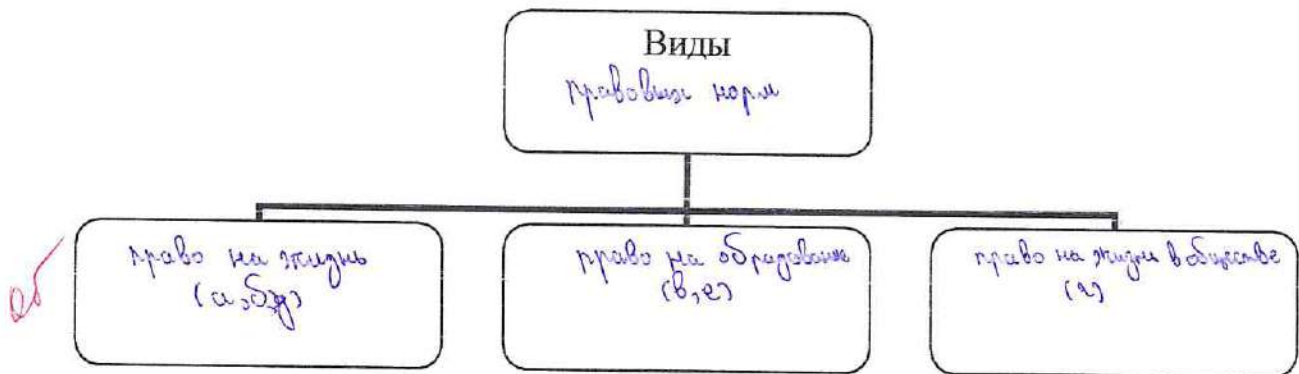 Виды
правовых норм
право на жизнь
(а,б,д)
право на образование
(в,е)
право на жизнь в обществе
(г)